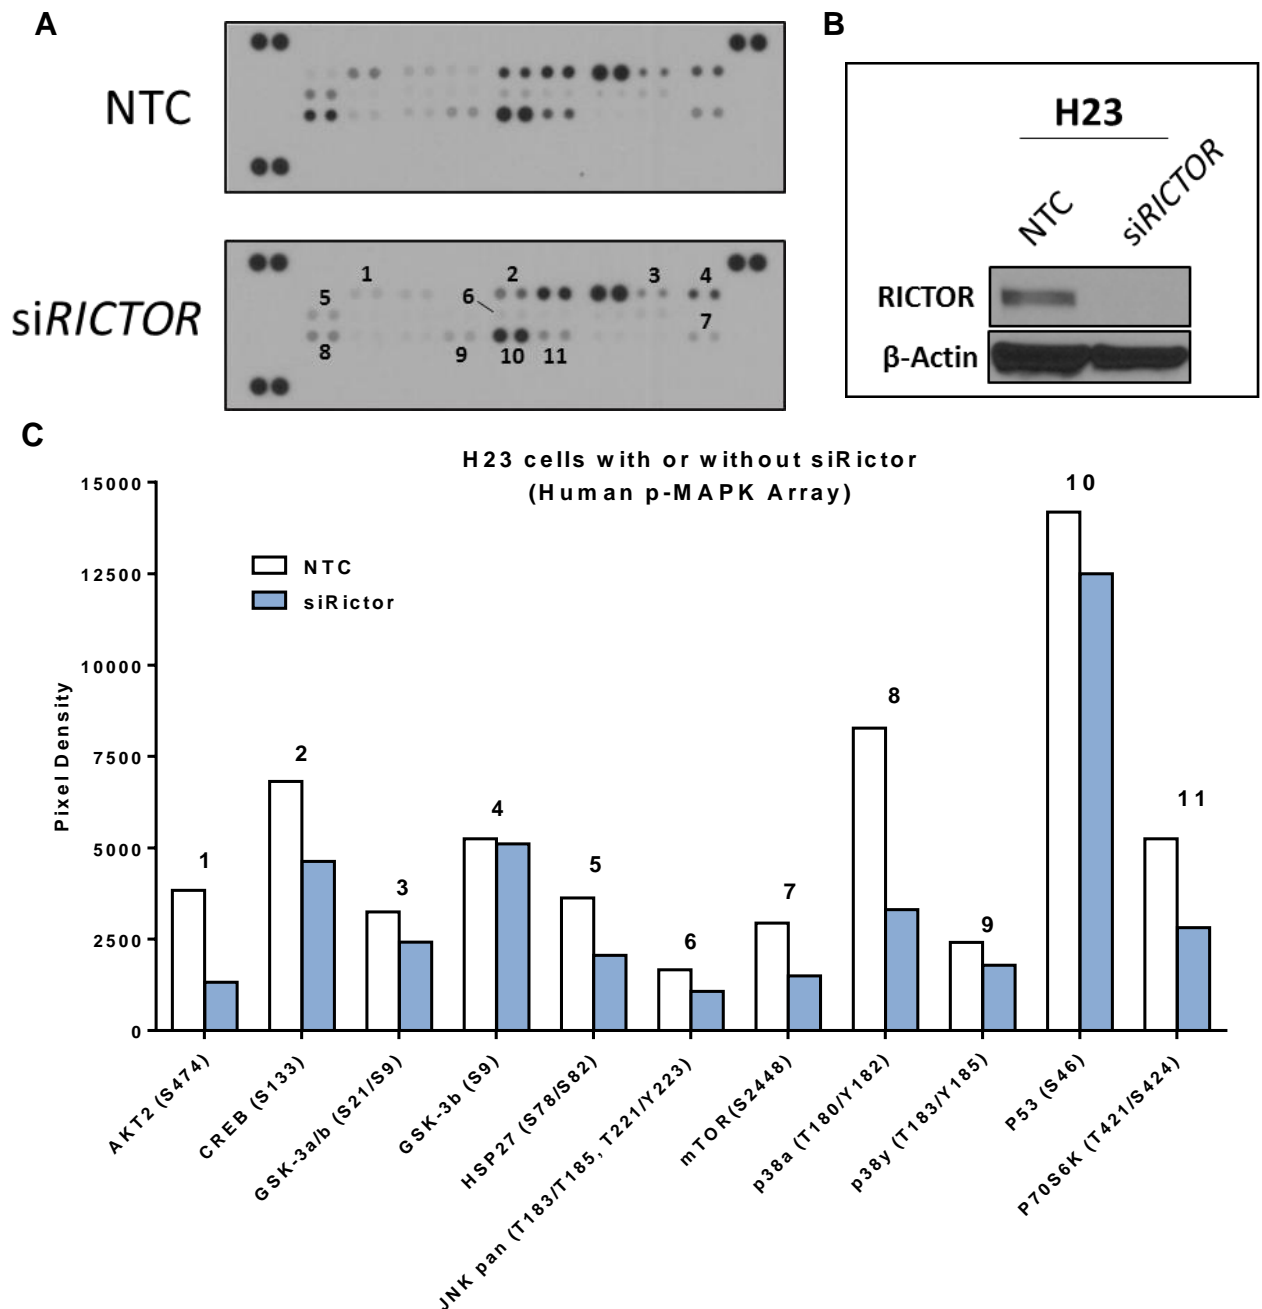 A
NTC
siRICTOR
1
2
3
4
5
6
7
8
9
10
11
B
H23
NTC
siRICTOR
RICTOR
β-Actin
C
H23 cells with or without siRictor
(Human p-MAPK Array)
Pixel Density
15000
12500
10000
7500
5000
2500
0
NTC
siRictor
1
2
3
4
5
6
7
8
9
10
11
AKT2 (S474)
CREB (S133)
GSK-3a/b (S21/S9)
GSK-3b (S9)
HSP27 (S78/S82)
JNK pan (T183/T185, T221/Y223)
mTOR(S2448)
p38a (T180/Y182)
p38y (T183/Y185)
P53 (S46)
P70S6K (T421/S424)